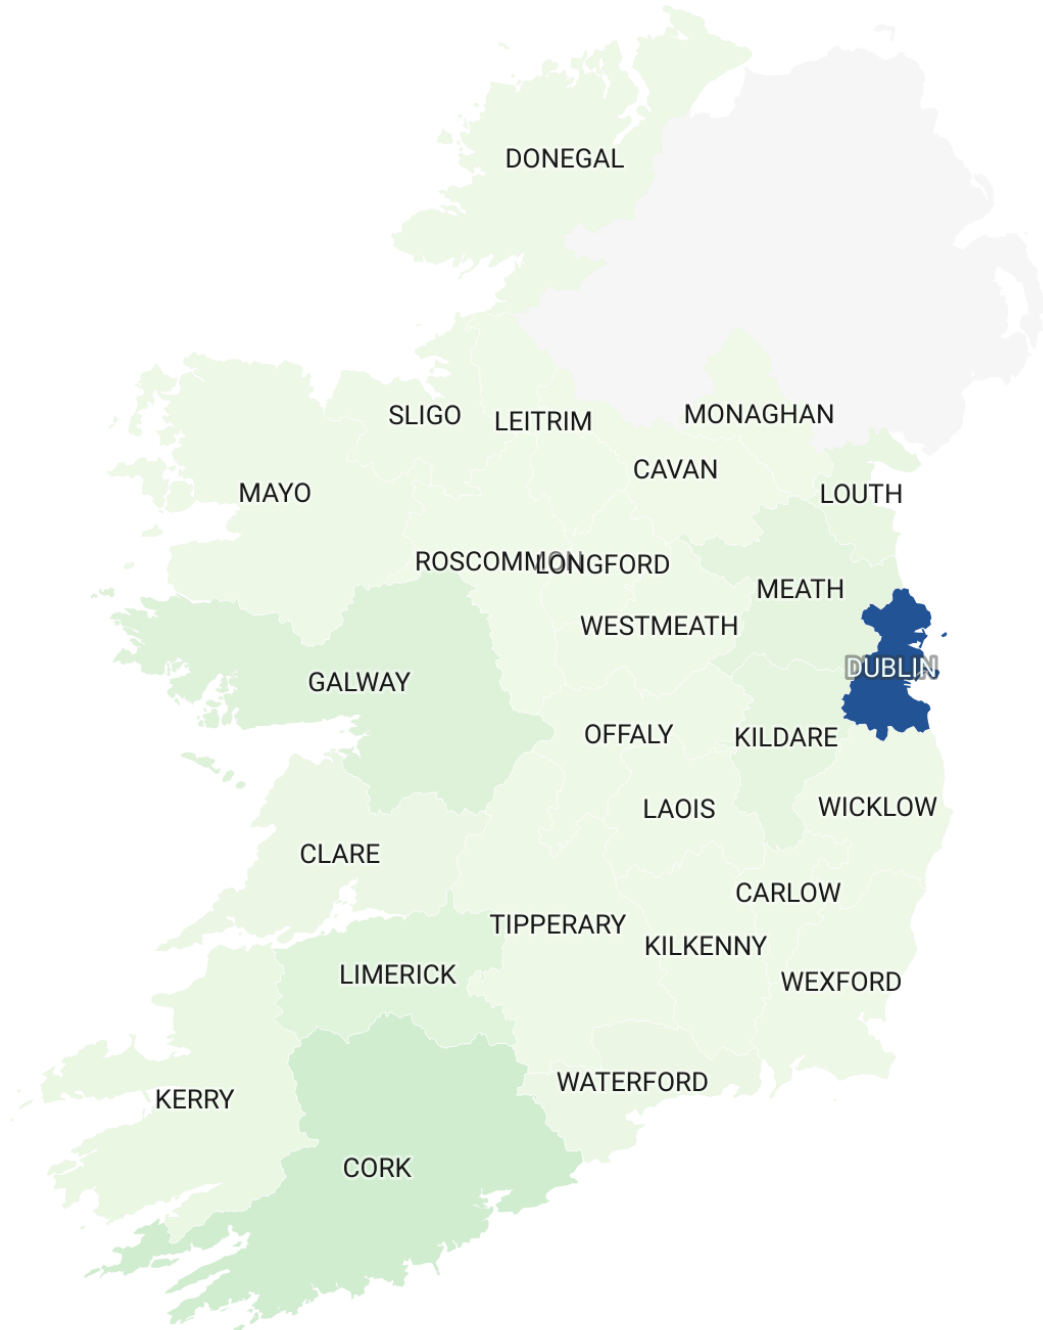 DONEGAL
SLIGO
LEITRIM
MONAGHAN
CAVAN
MAYO
LOUTH
ROSCOMMON
LONGFORD
MEATH
WESTMEATH
DUBLIN
GALWAY
OFFALY
KILDARE
LAOIS
WICKLOW
CLARE
CARLOW
TIPPERARY
KILKENNY
LIMERICK
WEXFORD
WATERFORD
KERRY
CORK